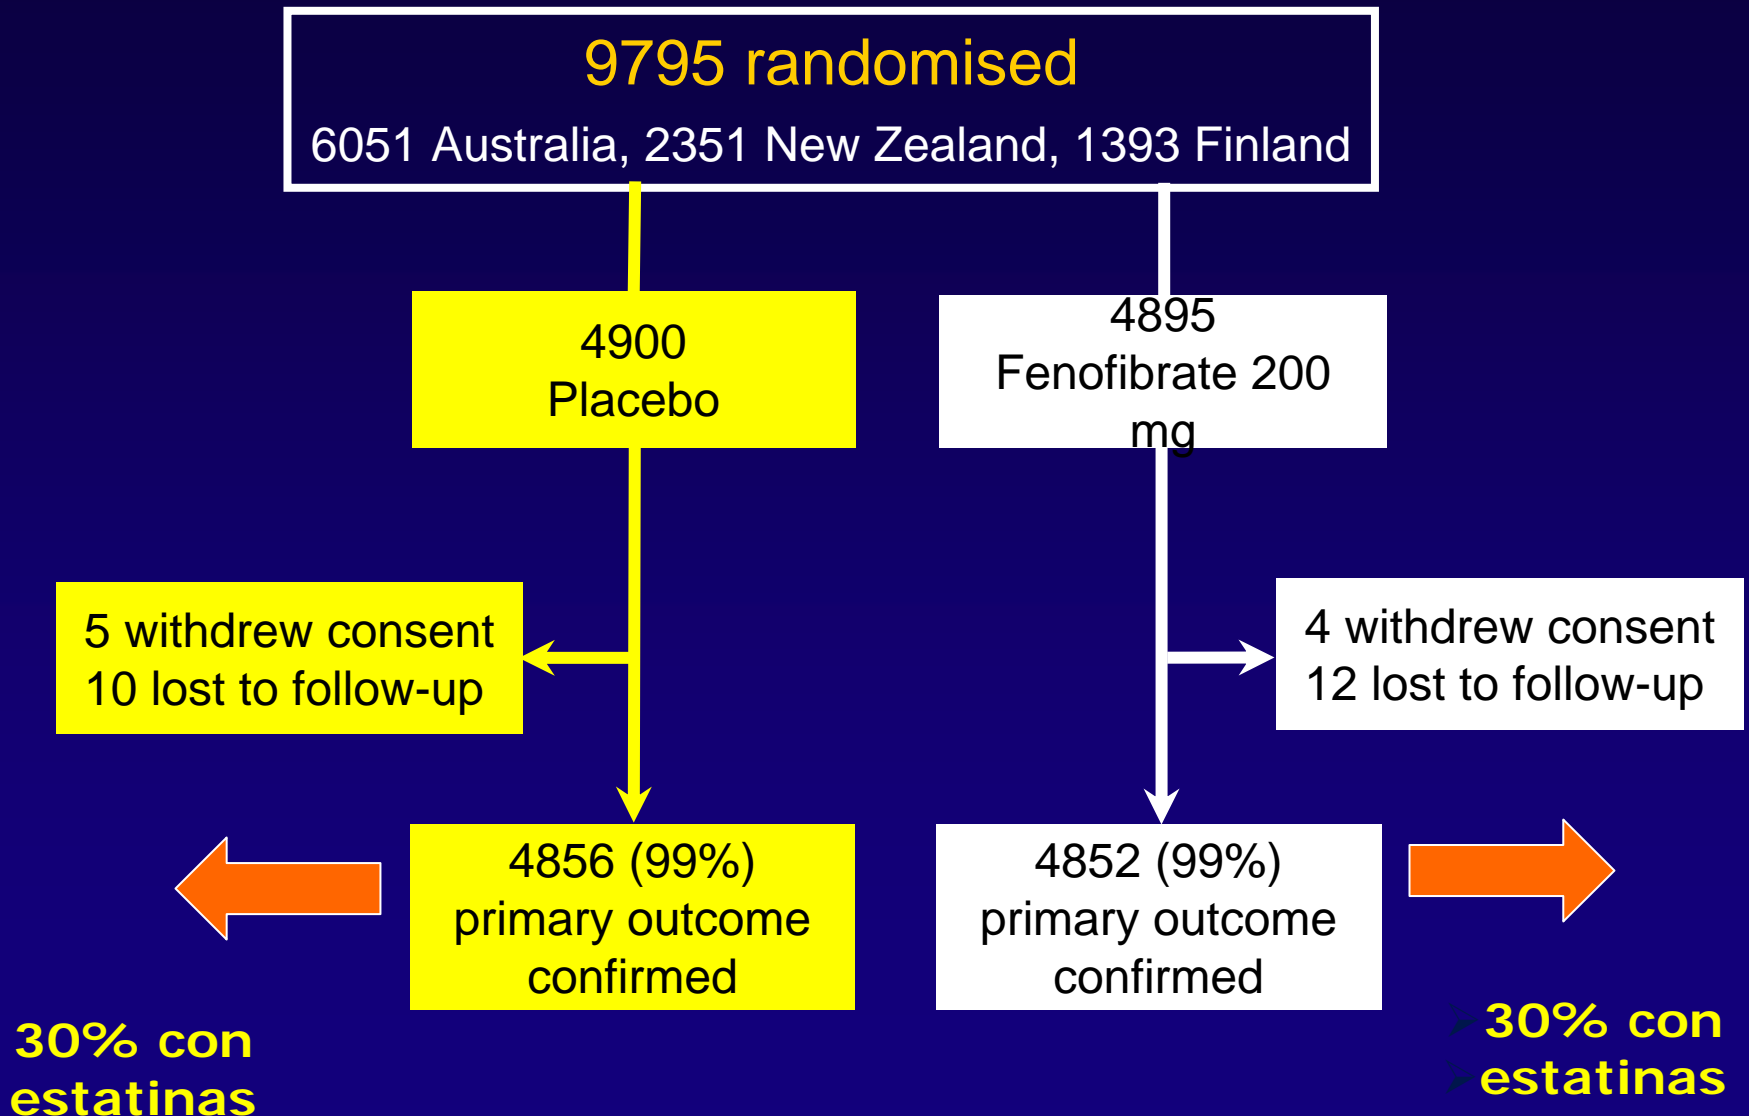 9795 randomised
6051 Australia, 2351 New Zealand, 1393 Finland
4900
Placebo
4895
Fenofibrate 200
mg
5 withdrew consent
10 lost to follow-up
4 withdrew consent
12 lost to follow-up
4856 (99%)
primary outcome
confirmed
4852 (99%)
primary outcome
confirmed
30% con
estatinas
➢30% con
➢estatinas